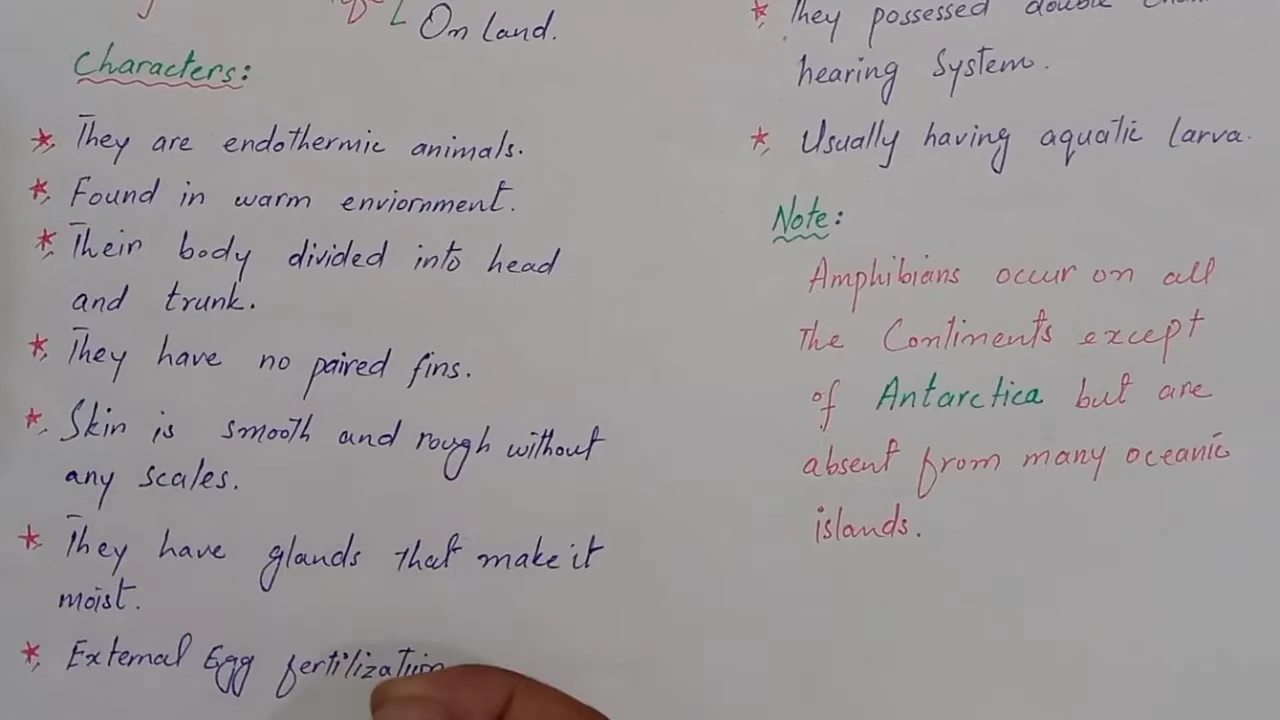 On land.
Characters:
* They are endothermic animals.
* Found in warm enviornment.
* Their body divided into head
and trunk.
* They have no paired fins.
* Skin is smooth and rough without
any scales.
* They have glands that make it
moist.
* External Egg fertilization
* They possessed double
hearing System.
* Usually having aquatic larva.
Note:
Amphibians occur on all
the Continents except
of Antarctica but are
absent from many oceanic
islands.